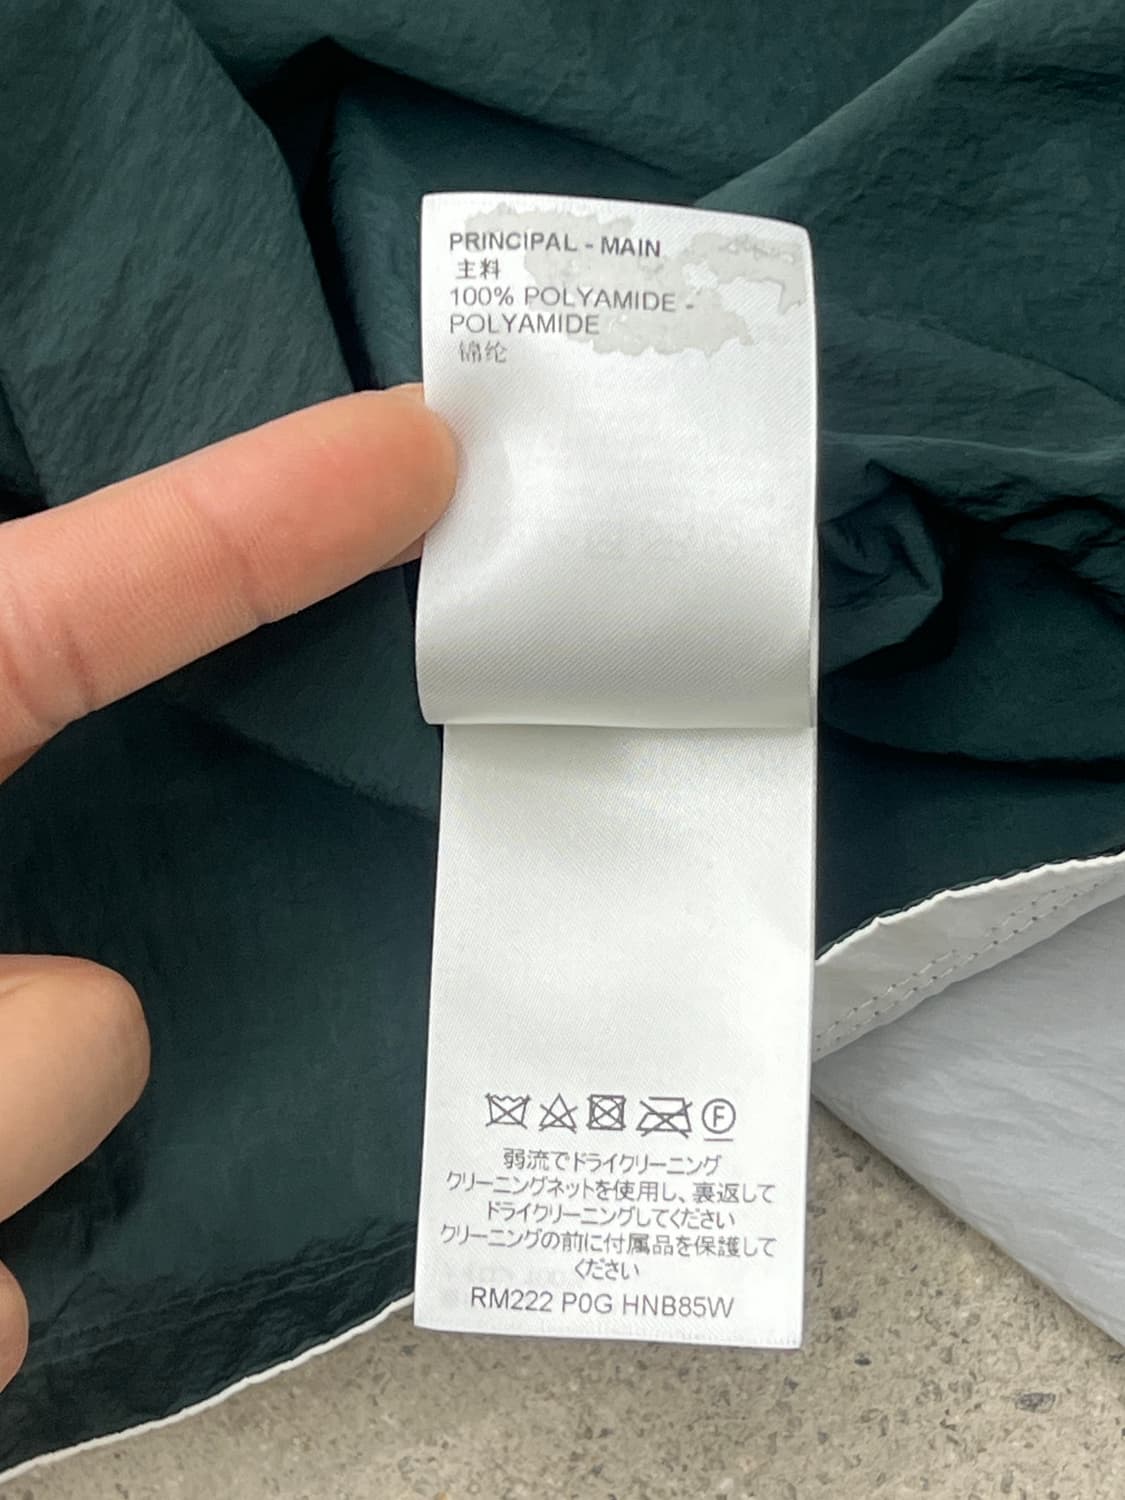 PRINCIPAL - MAIN
主料
100% POLYAMIDE -
POLYAMIDE
锦纶
F
弱流でドライクリーニング
クリーニングネットを使用し、裏返して
ドライクリーニングしてください
クリーニングの前に付属品を保護して
ください
RM222 P0G HNB85W